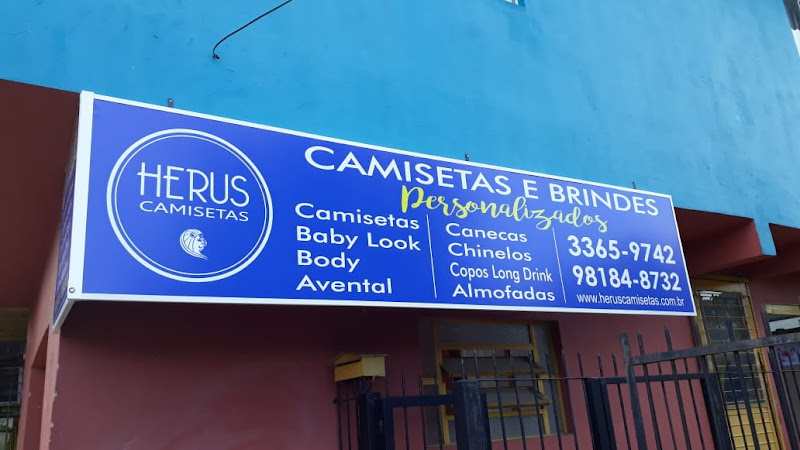 HERUS
CAMISETAS
CAMISETAS E BRINDES
Personalizados
Camisetas
Baby Look
Body
Avental
Canecas
Chinelos
Copos Long Drink
Almofadas
3365-9742
98184-8732
www.heruscamisetas.com.br